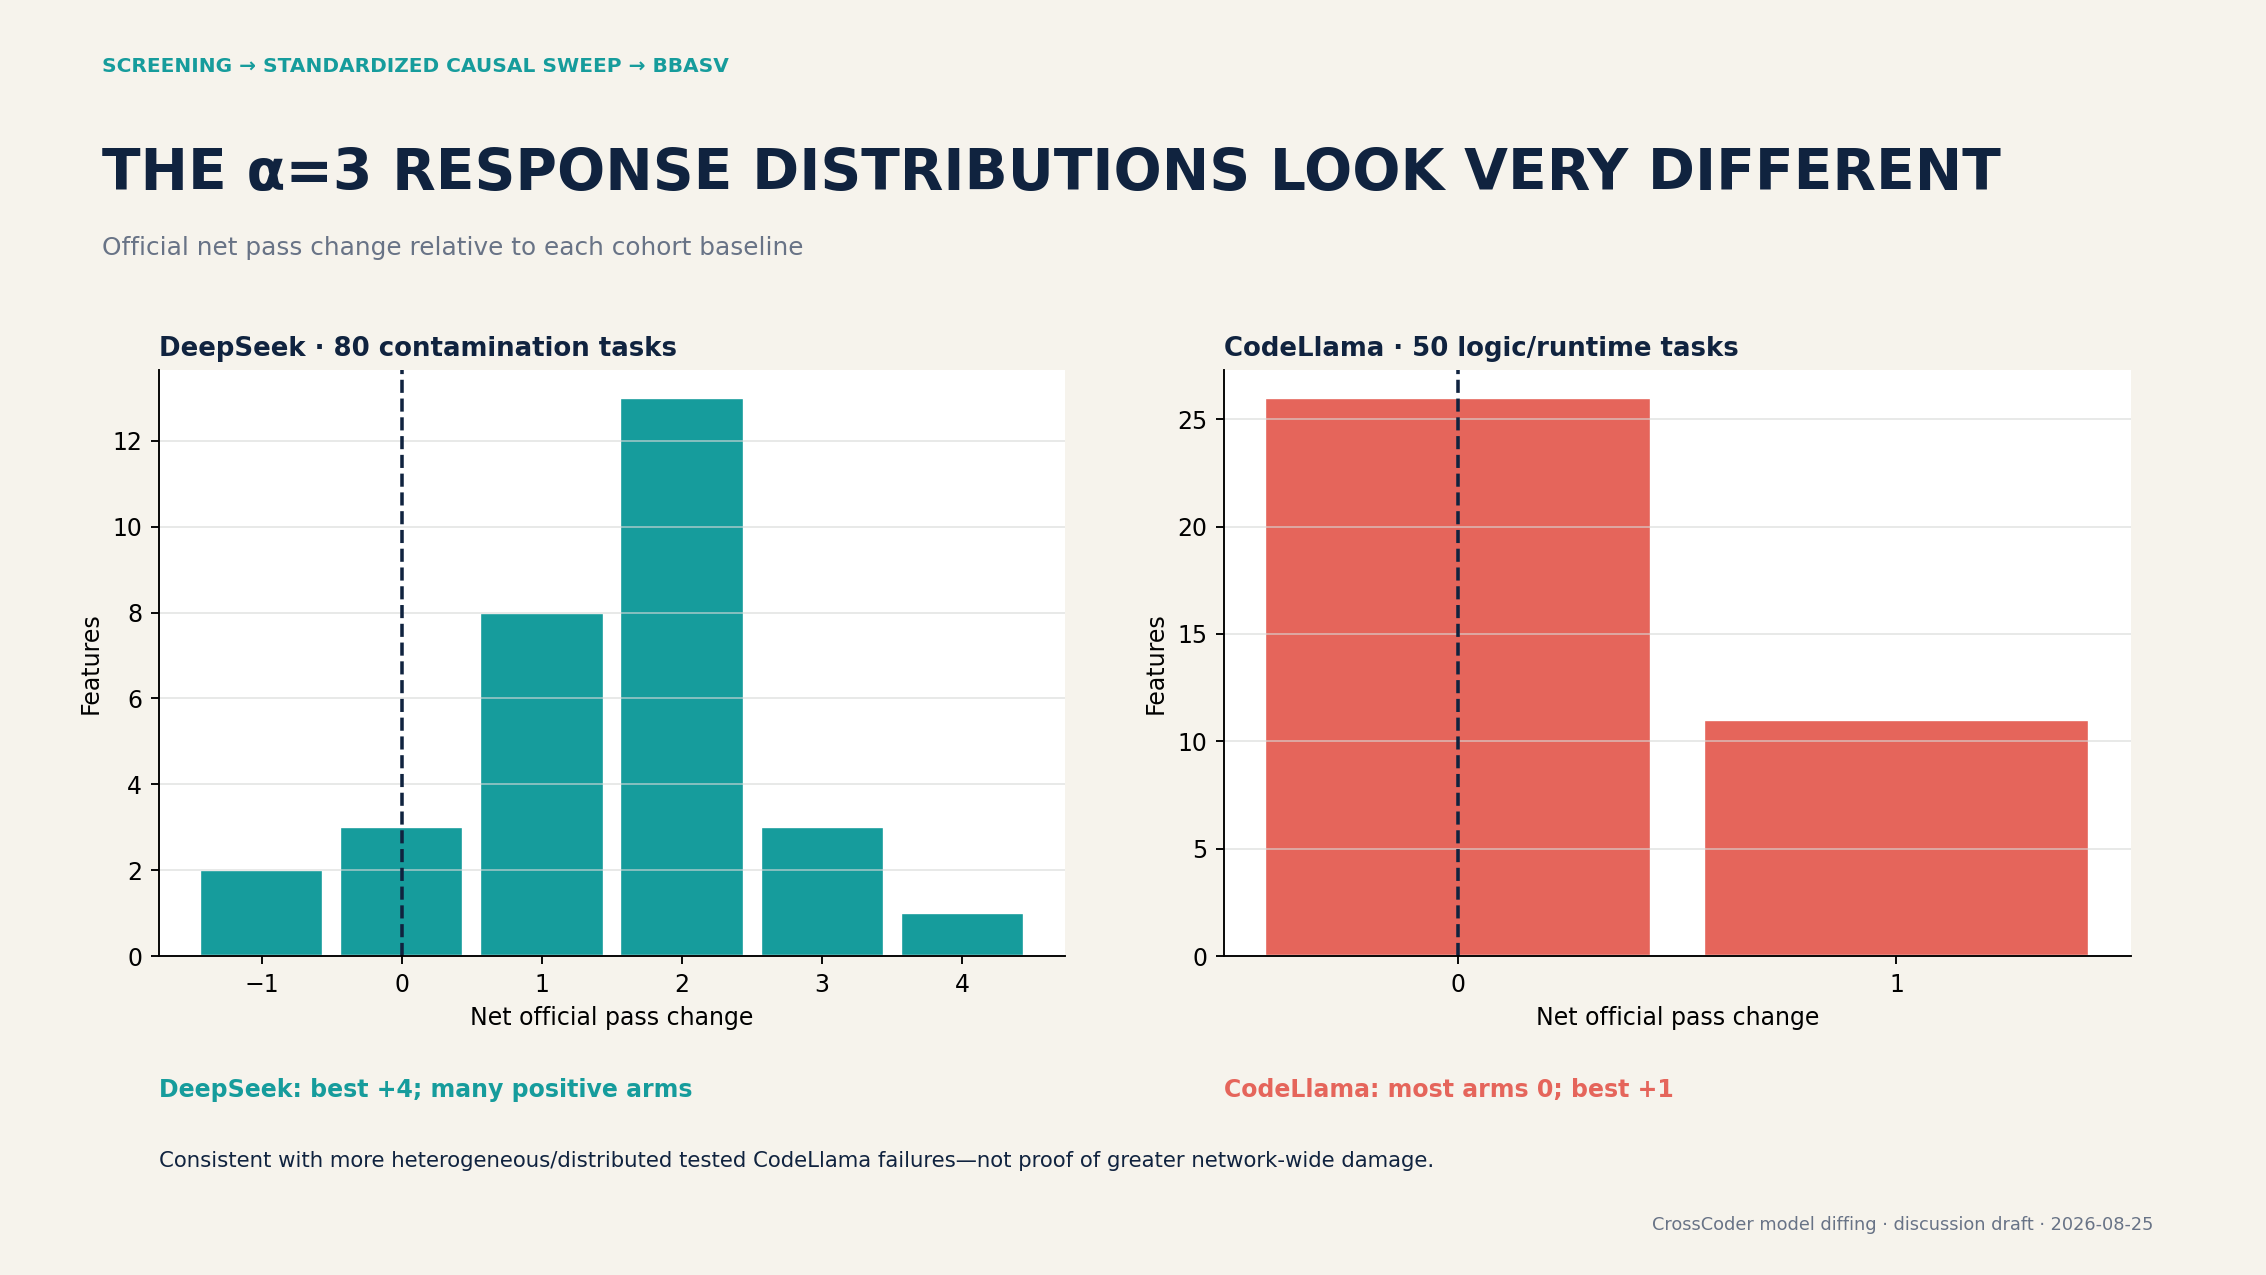 SCREENING → STANDARDIZED CAUSAL SWEEP → BBASV
THE α=3 RESPONSE DISTRIBUTIONS LOOK VERY DIFFERENT
Official net pass change relative to each cohort baseline
DeepSeek · 80 contamination tasks
Features
12
10
8
6
4
2
0
−1 0 1 2 3 4
Net official pass change
DeepSeek: best +4; many positive arms
CodeLlama · 50 logic/runtime tasks
Features
25
20
15
10
5
0
0 1
Net official pass change
CodeLlama: most arms 0; best +1
Consistent with more heterogeneous/distributed tested CodeLlama failures—not proof of greater network-wide damage.
CrossCoder model diffing · discussion draft · 2026-08-25